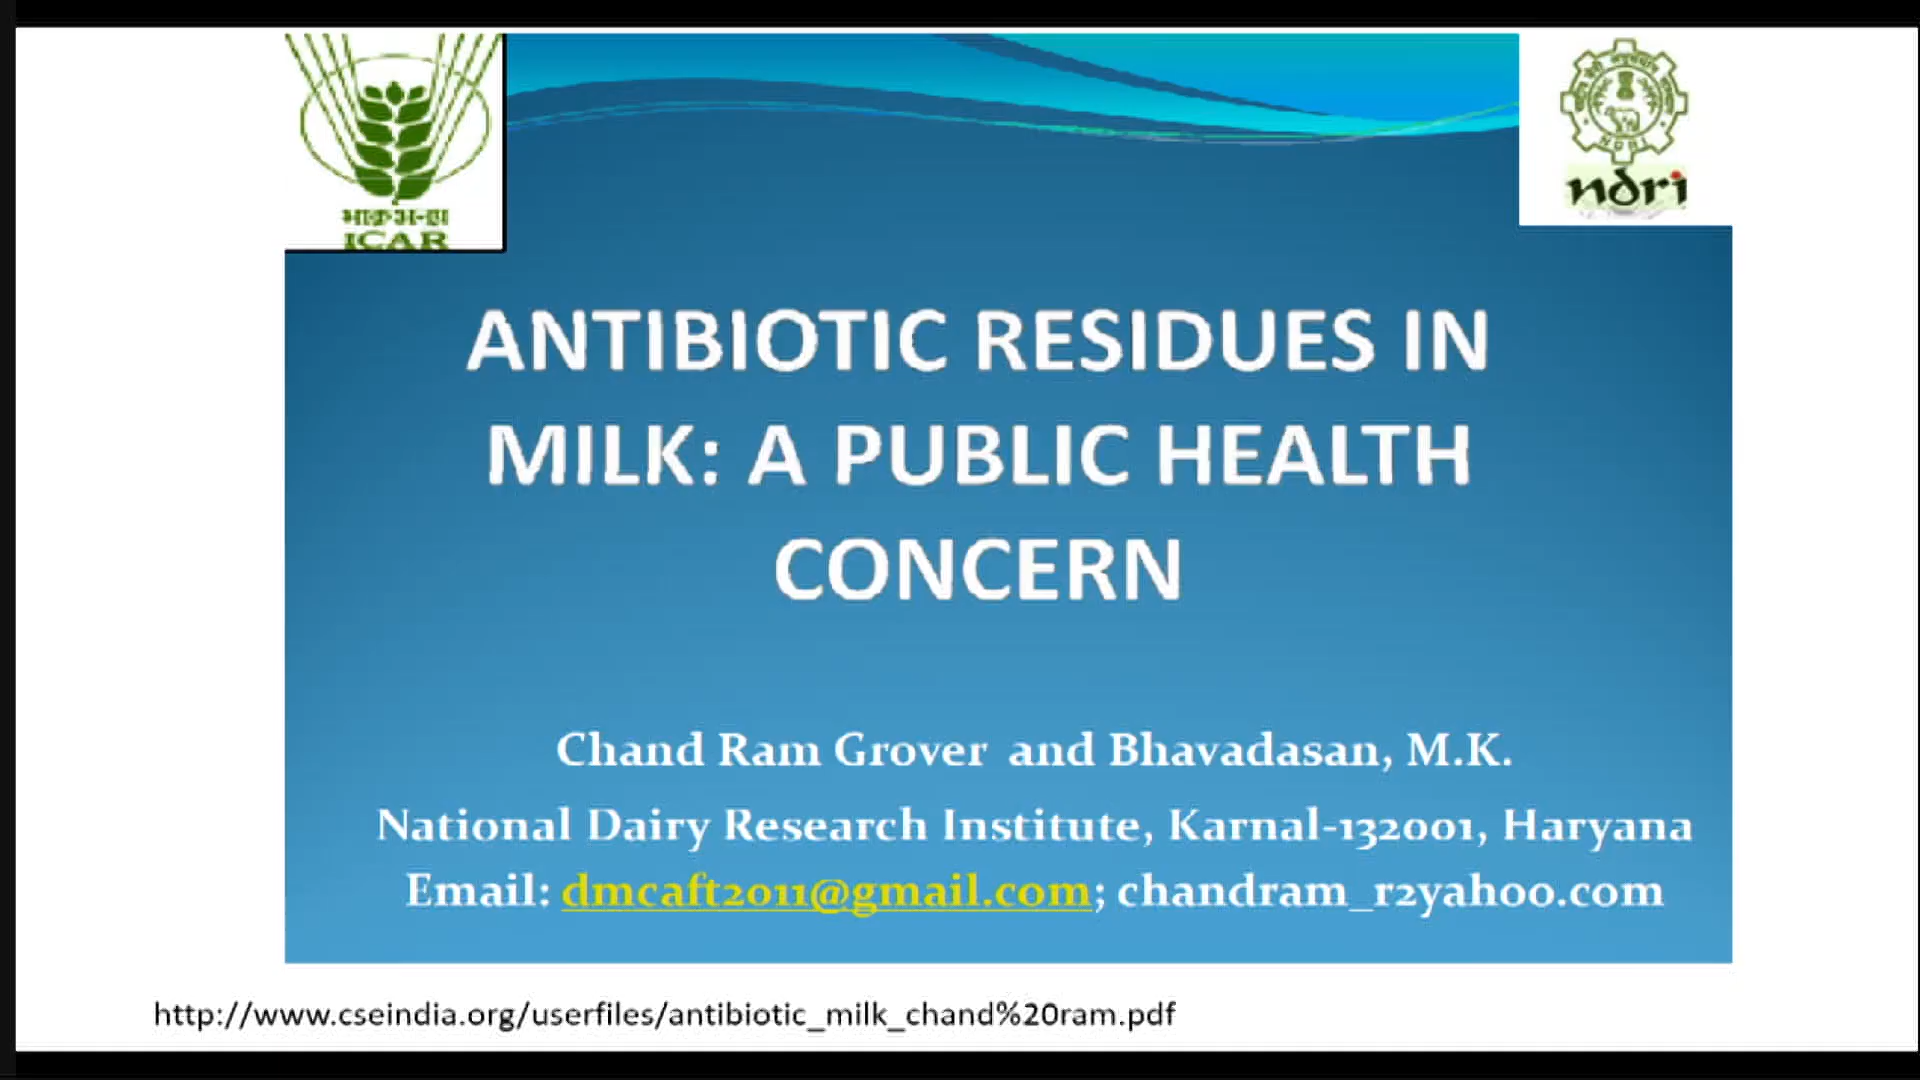 ICAR
NDRI
ndri
ANTIBIOTIC RESIDUES IN
MILK: A PUBLIC HEALTH
CONCERN
Chand Ram Grover and Bhavadasan, M.K.
National Dairy Research Institute, Karnal-132001, Haryana
Email: dmcaft2011@gmail.com; chandram_r2yahoo.com
http://www.cseindia.org/userfiles/antibiotic_milk_chand%20ram.pdf